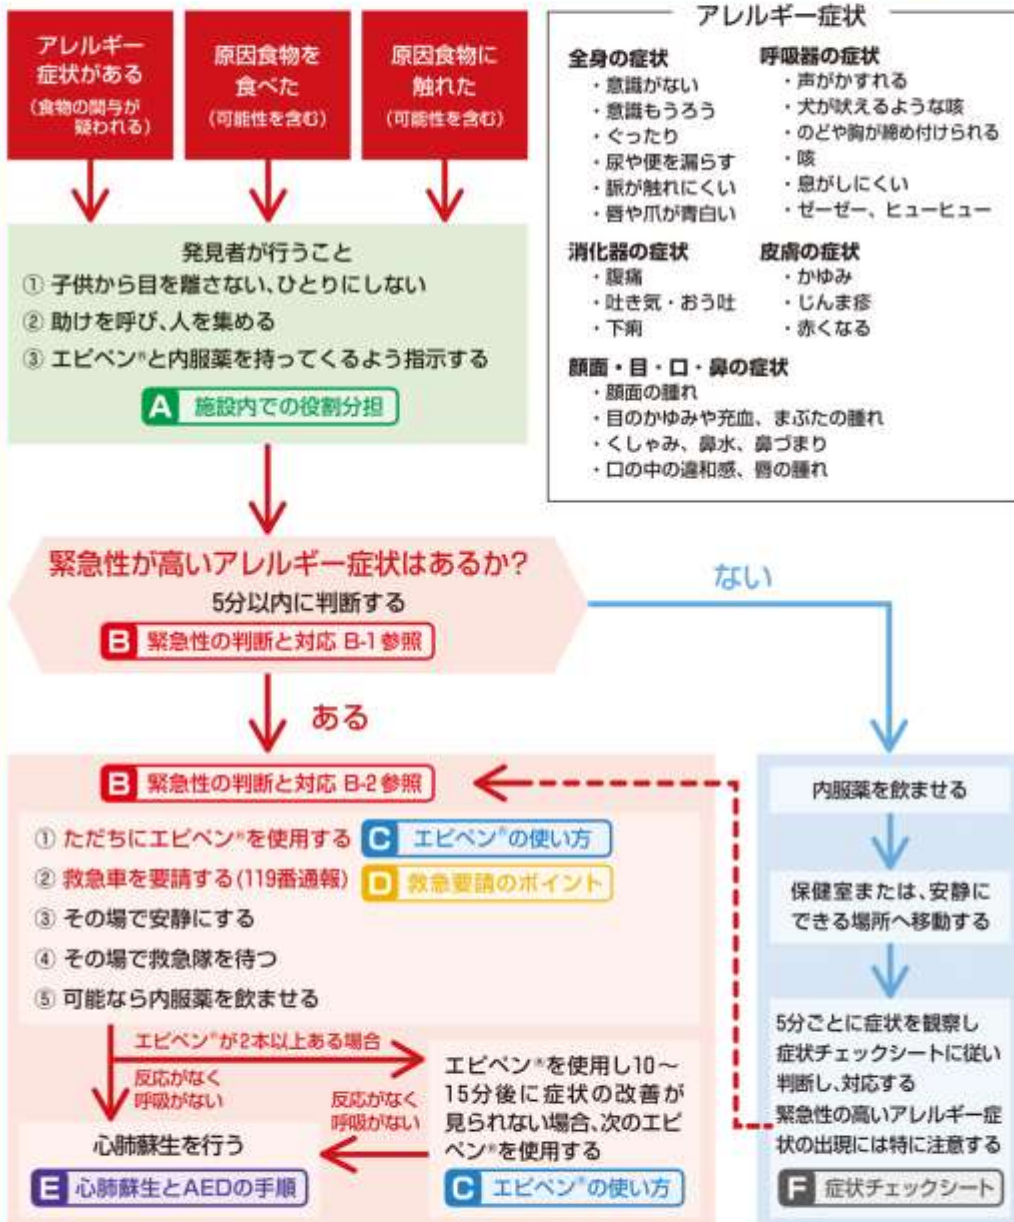 アレルギー
症状がある
(食物の関与が
疑われる)
原因食物を
食べた
(可能性を含む)
原因食物に
触れた
(可能性を含む)
アレルギー症状
全身の症状
・意識がない
・意識もうろう
・ぐったり
・尿や便を漏らす
・脈が触れにくい
・唇や爪が青白い
呼吸器の症状
・声がかすれる
・犬が吠えるような咳
・のどや胸が締め付けられる
・咳
・息がしにくい
・ゼーゼー、ヒューヒュー
消化器の症状
・腹痛
・吐き気・おう吐
・下痢
皮膚の症状
・かゆみ
・じんま疹
・赤くなる
顔面・目・口・鼻の症状
・顔面の腫れ
・目のかゆみや充血、まぶたの腫れ
・くしゃみ、鼻水、鼻づまり
・口の中の違和感、唇の腫れ
発見者が行うこと
① 子供から目を離さない、ひとりにしない
② 助けを呼び、人を集める
③ エピペン®と内服薬を持ってくるよう指示する
A 施設内での役割分担
緊急性が高いアレルギー症状はあるか?
5分以内に判断する
B 緊急性の判断と対応 B-1参照
ない
ある
B 緊急性の判断と対応 B-2参照
① ただちにエピペン®を使用する C エピペン®の使い方
② 救急車を要請する(119番通報) D 救急要請のポイント
③ その場で安静にする
④ その場で救急隊を待つ
⑤ 可能なら内服薬を飲ませる
エピペン®が2本以上ある場合
反応がなく
呼吸がない
エピペン®を使用し10~
15分後に症状の改善が
見られない場合、次のエピ
ペン®を使用する
C エピペン®の使い方
反応がなく
呼吸がない
心肺蘇生を行う
E 心肺蘇生とAEDの手順
内服薬を飲ませる
保健室または、安静に
できる場所へ移動する
5分ごとに症状を観察し
症状チェックシートに従い
判断し、対応する
緊急性の高いアレルギー症
状の出現には特に注意する
F 症状チェックシート